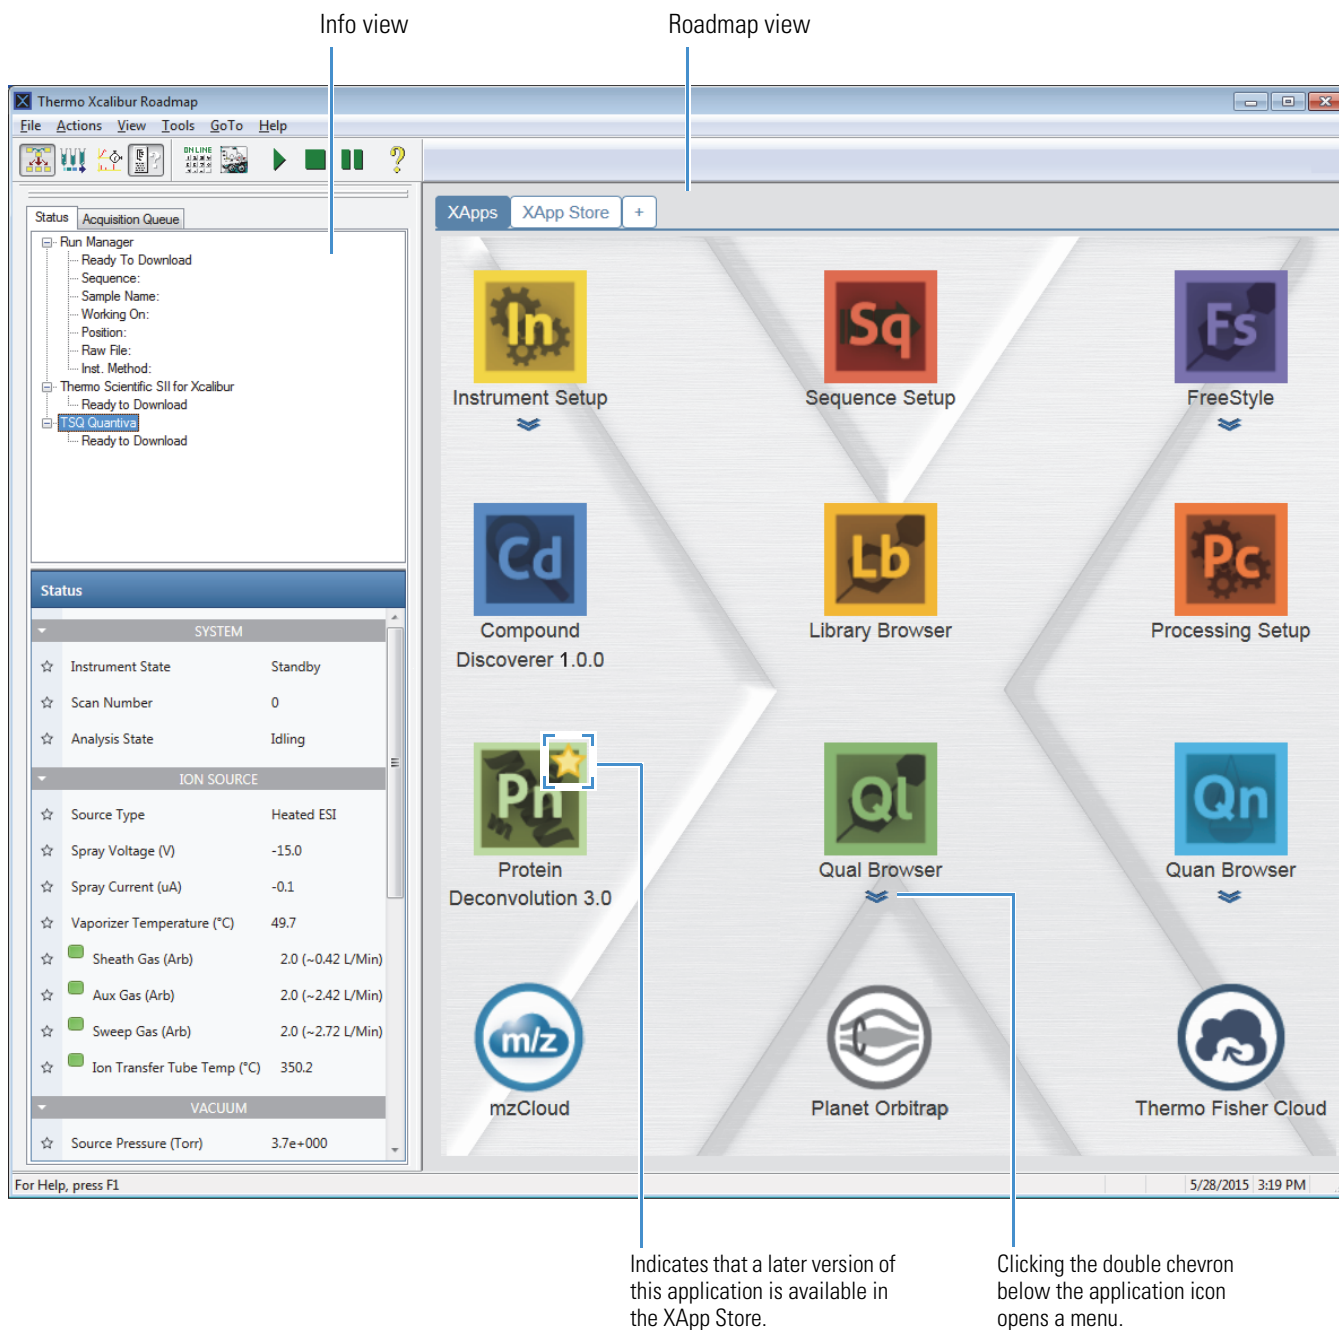 Info view
Roadmap view
Thermo Xcalibur Roadmap
File Actions View Tools GoTo Help
ON LINE
?
Status
Acquisition Queue
Run Manager
Ready To Download
Sequence:
Sample Name:
Working On:
Position:
Raw File:
Inst. Method:
Thermo Scientific SII for Xcalibur
Ready to Download
TSQ Quantiva
Ready to Download
Status
SYSTEM
Instrument State Standby
Scan Number 0
Analysis State Idling
ION SOURCE
Source Type Heated ESI
Spray Voltage (V) -15.0
Spray Current (uA) -0.1
Vaporizer Temperature (°C) 49.7
Sheath Gas (Arb) 2.0 (~0.42 L/Min)
Aux Gas (Arb) 2.0 (~2.42 L/Min)
Sweep Gas (Arb) 2.0 (~2.72 L/Min)
Ion Transfer Tube Temp (°C) 350.2
VACUUM
Source Pressure (Torr) 3.7e+000
XApps XApp Store +
In
Instrument Setup
Sq
Sequence Setup
Fs
FreeStyle
Cd
Compound
Discoverer 1.0.0
Lb
Library Browser
Pc
Processing Setup
Pn
Protein
Deconvolution 3.0
Ql
Qual Browser
Qn
Quan Browser
m/z
mzCloud
Planet Orbitrap
Thermo Fisher Cloud
For Help, press F1
5/28/2015 3:19 PM
Indicates that a later version of
this application is available in
the XApp Store.
Clicking the double chevron
below the application icon
opens a menu.